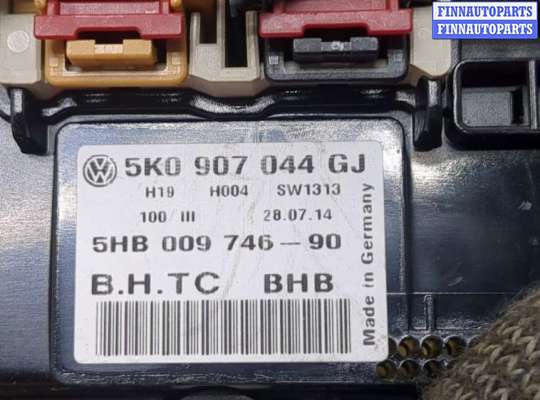 FINNAUTOPARTS
FINNAUTOPARTS
5K0 907 044 GJ
H19 H004 SW1313
100 III 28.07.14
5HB 009 746-90
B.H.TC BHB
Made in Germany